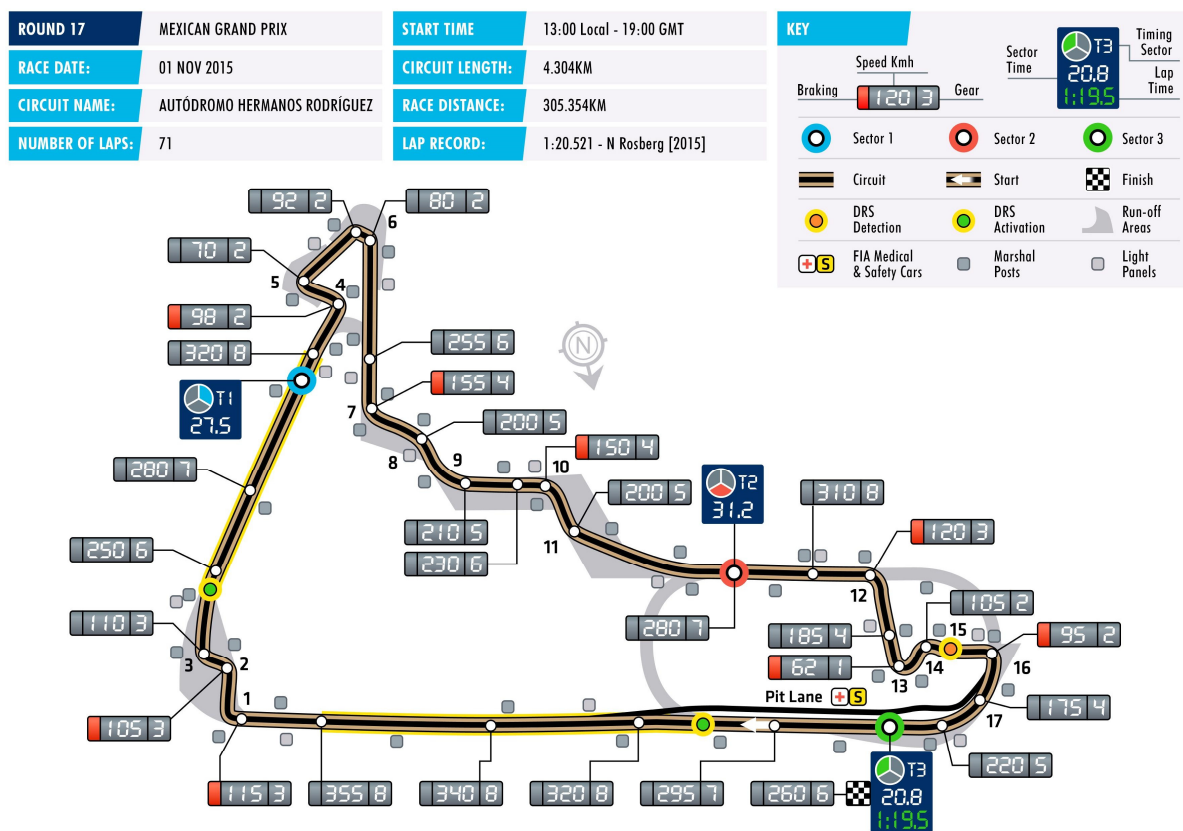 ROUND 17 MEXICAN GRAND PRIX
RACE DATE: 01 NOV 2015
CIRCUIT NAME: AUTÓDROMO HERMANOS RODRÍGUEZ
NUMBER OF LAPS: 71
START TIME 13:00 Local - 19:00 GMT
CIRCUIT LENGTH: 4.304KM
RACE DISTANCE: 305.354KM
LAP RECORD: 1:20.521 - N Rosberg [2015]
KEY
Speed Kmh
Braking 120 3 Gear
Sector Time
T3
20.8
1:19.5
Timing Sector
Lap Time
Sector 1
Sector 2
Sector 3
Circuit
Start
Finish
DRS Detection
DRS Activation
Run-off Areas
S
FIA Medical & Safety Cars
Marshal Posts
Light Panels
92 2
80 2
6
70 2
5
4
98 2
320 8
255 6
N
T1
27.5
155 4
7
200 5
8
9
10
150 4
280 7
200 5
T2
31.2
310 8
210 5
230 6
11
120 3
250 6
12
105 2
110 3
280 7
185 4
15
95 2
3
2
62 1
13
14
16
1
Pit Lane
S
17
175 4
105 3
220 5
115 3
355 8
340 8
320 8
295 7
260 6
T3
20.8
1:19.5